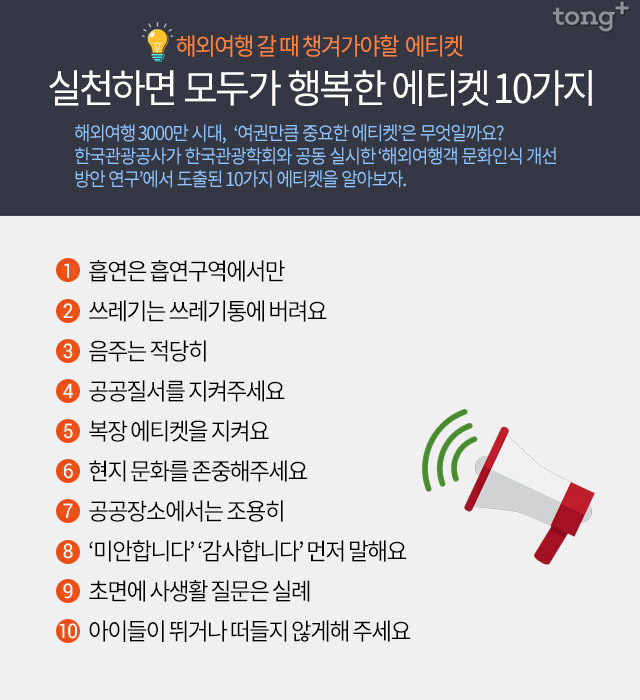 tong+
해외여행 갈 때 챙겨가야할 에티켓
실천하면 모두가 행복한 에티켓 10가지
해외여행 3000만 시대, ‘여권만큼 중요한 에티켓’은 무엇일까요?
한국관광공사가 한국관광학회와 공동 실시한 ‘해외여행객 문화인식 개선
방안 연구’에서 도출된 10가지 에티켓을 알아보자.
1 흡연은 흡연구역에서만
2 쓰레기는 쓰레기통에 버려요
3 음주는 적당히
4 공공질서를 지켜주세요
5 복장 에티켓을 지켜요
6 현지 문화를 존중해주세요
7 공공장소에서는 조용히
8 ‘미안합니다’ ‘감사합니다’ 먼저 말해요
9 초면에 사생활 질문은 실례
10 아이들이 뛰거나 떠들지 않게해 주세요